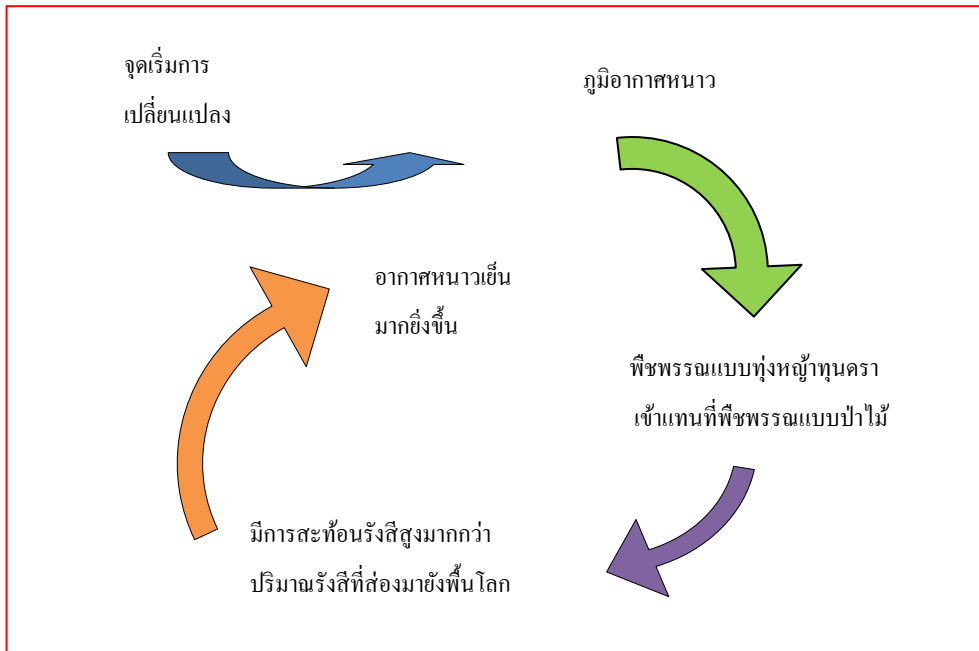 จุดเริ่มการ
เปลี่ยนแปลง
ภูมิอากาศหนาว
อากาศหนาวเย็น
มากยิ่งขึ้น
พืชพรรณแบบทุ่งหญ้าทุนดรา
เข้าแทนที่พืชพรรณแบบป่าไม้
มีการสะท้อนรังสีสูงมากกว่า
ปริมาณรังสีที่ส่องมายังพื้นโลก